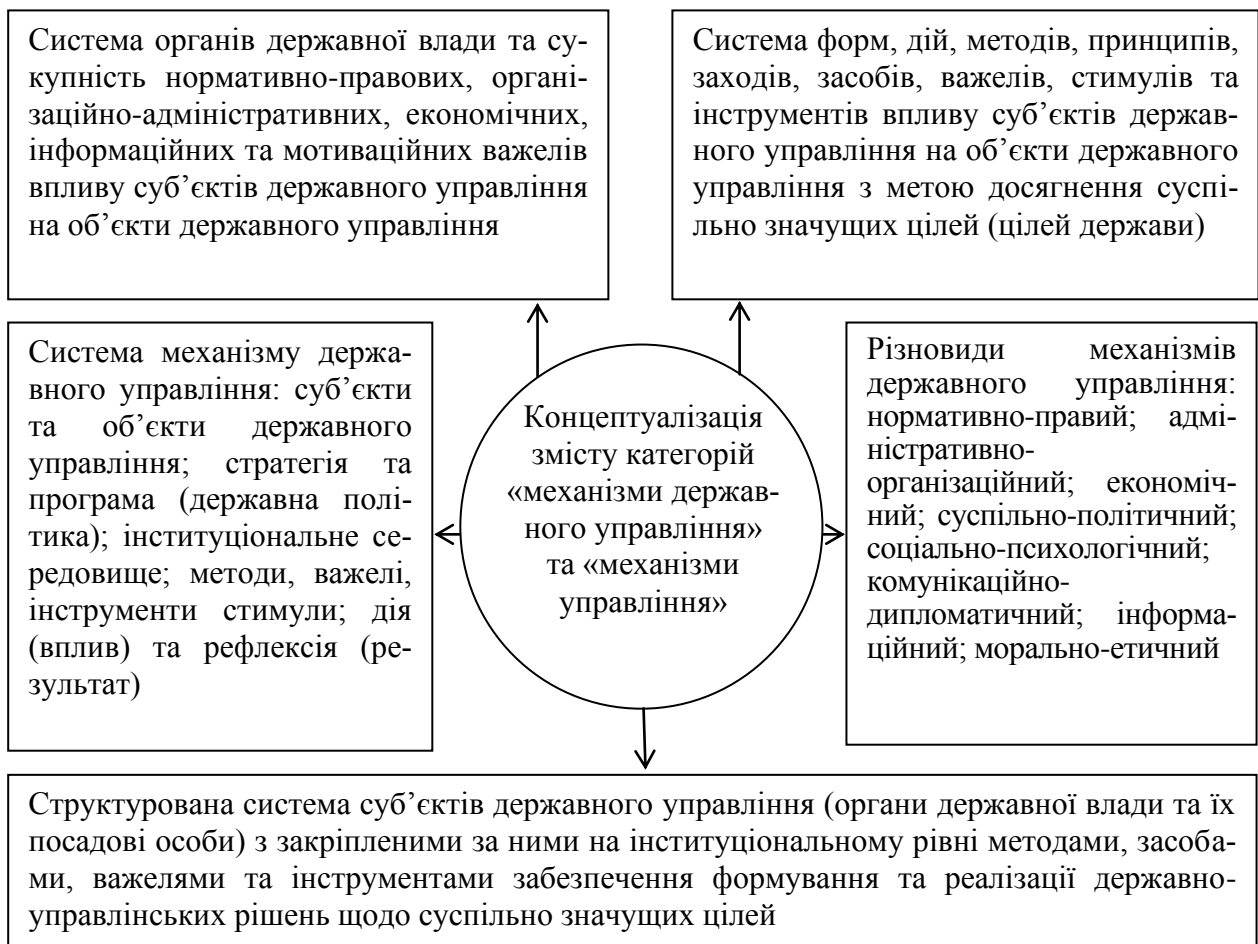 Система органів державної влади та су-
купність нормативно-правових, органі-
заційно-адміністративних, економічних,
інформаційних та мотиваційних важелів
впливу суб’єктів державного управління
на об’єкти державного управління
Система форм, дій, методів, принципів,
заходів, засобів, важелів, стимулів та
інструментів впливу суб’єктів держав-
ного управління на об’єкти державного
управління з метою досягнення суспі-
льно значущих цілей (цілей держави)
Система механізму держа-
вного управління: суб’єкти
та об’єкти державного
управління; стратегія та
програма (державна полі-
тика); інституціональне се-
редовище; методи, важелі,
інструменти стимули; дія
(вплив) та рефлексія (ре-
зультат)
Концептуалізація
змісту категорій
«механізми держав-
ного управління»
та «механізми
управління»
Різновиди механізмів
державного управління:
нормативно-правий; адмі-
ністративно-
організаційний; економіч-
ний; суспільно-політичний;
соціально-психологічний;
комунікаційно-
дипломатичний; інформа-
ційний; морально-етичний
Структурована система суб’єктів державного управління (органи державної влади та їх
посадові особи) з закріпленими за ними на інституціональному рівні методами, засоба-
ми, важелями та інструментами забезпечення формування та реалізації державно-
управлінських рішень щодо суспільно значущих цілей